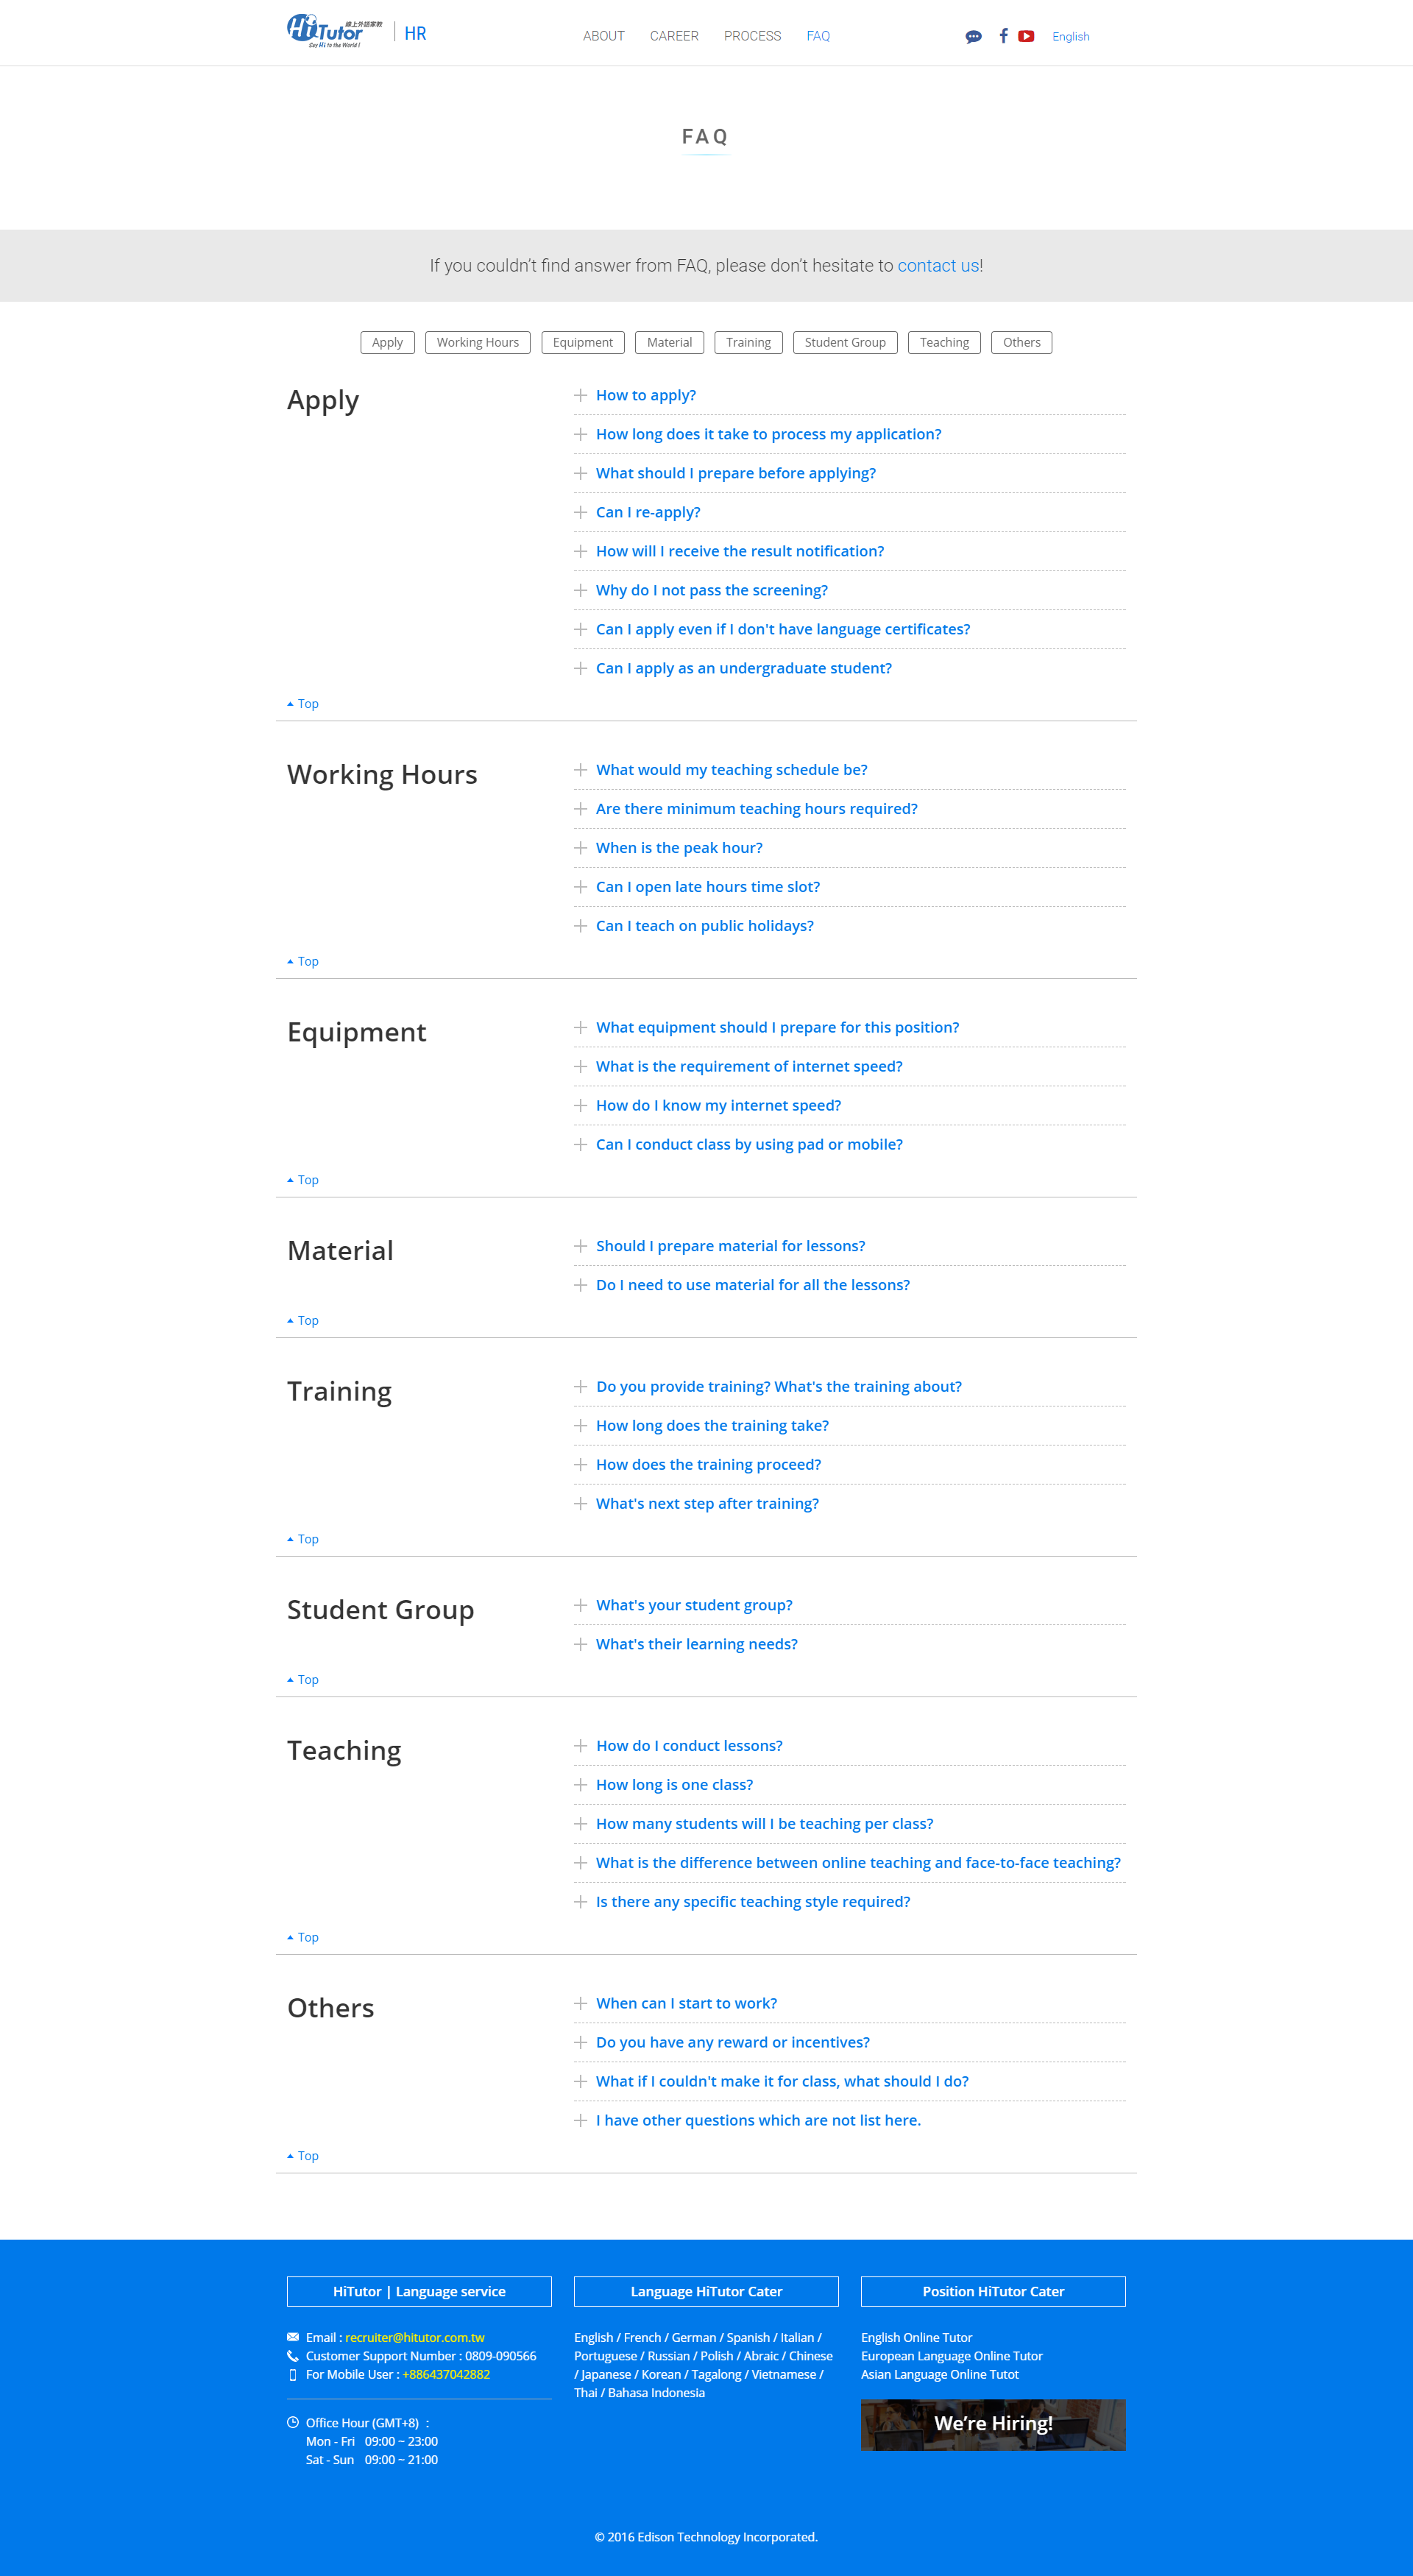 HiTutor 線上外語家教
Say Hi to the World !
HR
ABOUT CAREER PROCESS FAQ
English
FAQ
If you couldn’t find answer from FAQ, please don’t hesitate to contact us!
Apply Working Hours Equipment Material Training Student Group Teaching Others
Apply
How to apply?
How long does it take to process my application?
What should I prepare before applying?
Can I re-apply?
How will I receive the result notification?
Why do I not pass the screening?
Can I apply even if I don't have language certificates?
Can I apply as an undergraduate student?
Top
Working Hours
What would my teaching schedule be?
Are there minimum teaching hours required?
When is the peak hour?
Can I open late hours time slot?
Can I teach on public holidays?
Top
Equipment
What equipment should I prepare for this position?
What is the requirement of internet speed?
How do I know my internet speed?
Can I conduct class by using pad or mobile?
Top
Material
Should I prepare material for lessons?
Do I need to use material for all the lessons?
Top
Training
Do you provide training? What's the training about?
How long does the training take?
How does the training proceed?
What's next step after training?
Top
Student Group
What's your student group?
What's their learning needs?
Top
Teaching
How do I conduct lessons?
How long is one class?
How many students will I be teaching per class?
What is the difference between online teaching and face-to-face teaching?
Is there any specific teaching style required?
Top
Others
When can I start to work?
Do you have any reward or incentives?
What if I couldn't make it for class, what should I do?
I have other questions which are not list here.
Top
HiTutor | Language service
Email : recruiter@hitutor.com.tw
Customer Support Number : 0809-090566
For Mobile User : +886437042882
Office Hour (GMT+8) :
Mon - Fri 09:00 ~ 23:00
Sat - Sun 09:00 ~ 21:00
Language HiTutor Cater
English / French / German / Spanish / Italian /
Portuguese / Russian / Polish / Abraic / Chinese
/ Japanese / Korean / Tagalong / Vietnamese /
Thai / Bahasa Indonesia
Position HiTutor Cater
English Online Tutor
European Language Online Tutor
Asian Language Online Tutot
We’re Hiring!
© 2016 Edison Technology Incorporated.